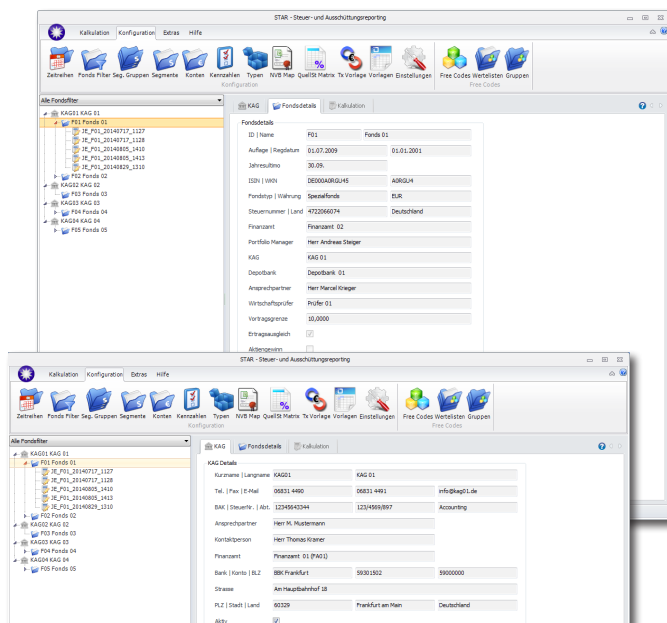 STAR - Steuer- und Ausschüttungsreporting
Kalkulation Konfiguration Extras Hilfe
Zeitreihen Fonds Filter Seg. Gruppen Segmente Konten Kennzahlen Typen NVB Map QuellSt Matrix Tx Vorlage Vorlagen Einstellungen Free Codes Wertelisten Gruppen
Konfiguration Free Codes
Alle Fondsfilter
KAG01 KAG 01
F01 Fonds 01
JE_F01_20140717_1127
JE_F01_20140717_1128
JE_F01_20140805_1410
JE_F01_20140805_1413
JE_F01_20140829_1310
F02 Fonds 02
KAG02 KAG 02
F03 Fonds 03
KAG03 KAG 03
F04 Fonds 04
KAG04 KAG 04
F05 Fonds 05
KAG Fondsdetails Kalkulation
Fondsdetails
ID | Name F01 Fonds 01
Auflage | Regdatum 01.07.2009 01.01.2001
Jahresultimo 30.09.
ISIN | WKN DE000A0RGU45 A0RGU4
Fondstyp | Währung Spezialfonds EUR
Steuernummer | Land 4722066074 Deutschland
Finanzamt Finanzamt 02
Portfolio Manager Herr Andreas Steiger
KAG KAG 01
Depotbank Depotbank 01
Ansprechpartner Herr Marcel Krieger
Wirtschaftsprüfer Prüfer 01
Vortragsgrenze 10,0000
Ertragsausgleich
Aktiengewinn
STAR - Steuer- und Ausschüttungsreporting
Kalkulation Konfiguration Extras Hilfe
Zeitreihen Fonds Filter Seg. Gruppen Segmente Konten Kennzahlen Typen NVB Map QuellSt Matrix Tx Vorlage Vorlagen Einstellungen Free Codes Wertelisten Gruppen
Konfiguration Free Codes
Alle Fondsfilter
KAG01 KAG 01
F01 Fonds 01
JE_F01_20140717_1127
JE_F01_20140717_1128
JE_F01_20140805_1410
JE_F01_20140805_1413
JE_F01_20140829_1310
F02 Fonds 02
KAG02 KAG 02
F03 Fonds 03
KAG03 KAG 03
F04 Fonds 04
KAG04 KAG 04
F05 Fonds 05
KAG Fondsdetails Kalkulation
KAG Details
Kurzname | Langname KAG01 KAG 01
Tel. | Fax | E-Mail 06831 4490 06831 4491 info@kag01.de
BAK | SteuerNr. | Abt. 12345643344 123/4569/897 Accounting
Ansprechpartner Herr M. Mustermann
Kontaktperson Herr Thomas Kramer
Finanzamt Finanzamt 01 (FA01)
Bank | Konto | BLZ BBK Frankfurt 59301502 59000000
Strasse Am Hauptbahnhof 18
PLZ | Stadt | Land 60329 Frankfurt am Main Deutschland
Aktiv